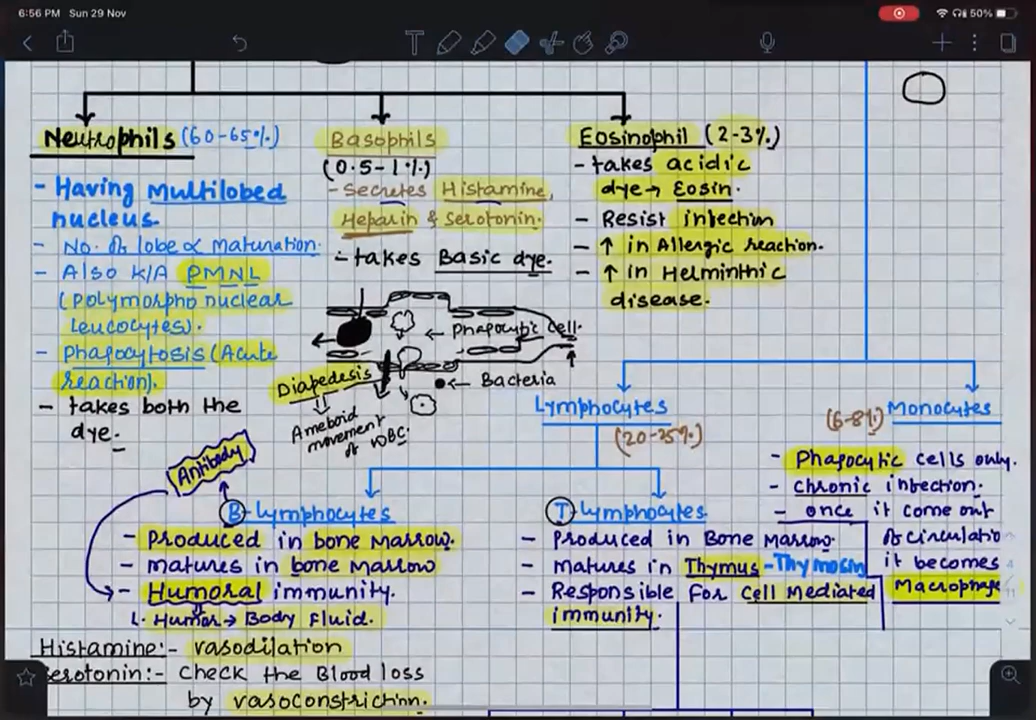 6:56 PM Sun 29 Nov
50%
Neutrophils (60-65%)
- Having Multilobed
nucleus.
- No. of lobe ∝ maturation.
- Also k/A PMNL
(polymorpho nuclear
leucocytes).
- Phagocytosis (Acute
reaction).
- takes both the
dye.
Basophils
(0.5-1%)
- Secretes Histamine,
Heparin & Serotonin.
- takes Basic dye.
Eosinophil (2-3%)
- takes acidic
dye → Eosin.
- Resist infection
- ↑ in Allergic reaction.
- ↑ in Helminthic
disease.
← Phagocytic cell.
Diapedesis
← Bacteria
Ameboid
movement
of WBC.
Lymphocytes
(20-25%)
(6-8%) Monocytes
- Phagocytic cells only.
- chronic infection.
- once it come out
of circulatio
it becomes
Macrophage
Antibody
B lymphocytes
- Produced in bone Marrow.
- matures in bone marrow
- Humoral immunity.
Humor → Body Fluid.
T lymphocytes
- Produced in Bone Marrow.
- Matures in Thymus - Thymosin
- Responsible for cell Mediated
immunity.
Histamine:- vasodilation
Serotonin:- Check the Blood loss
by vasoconstriction.